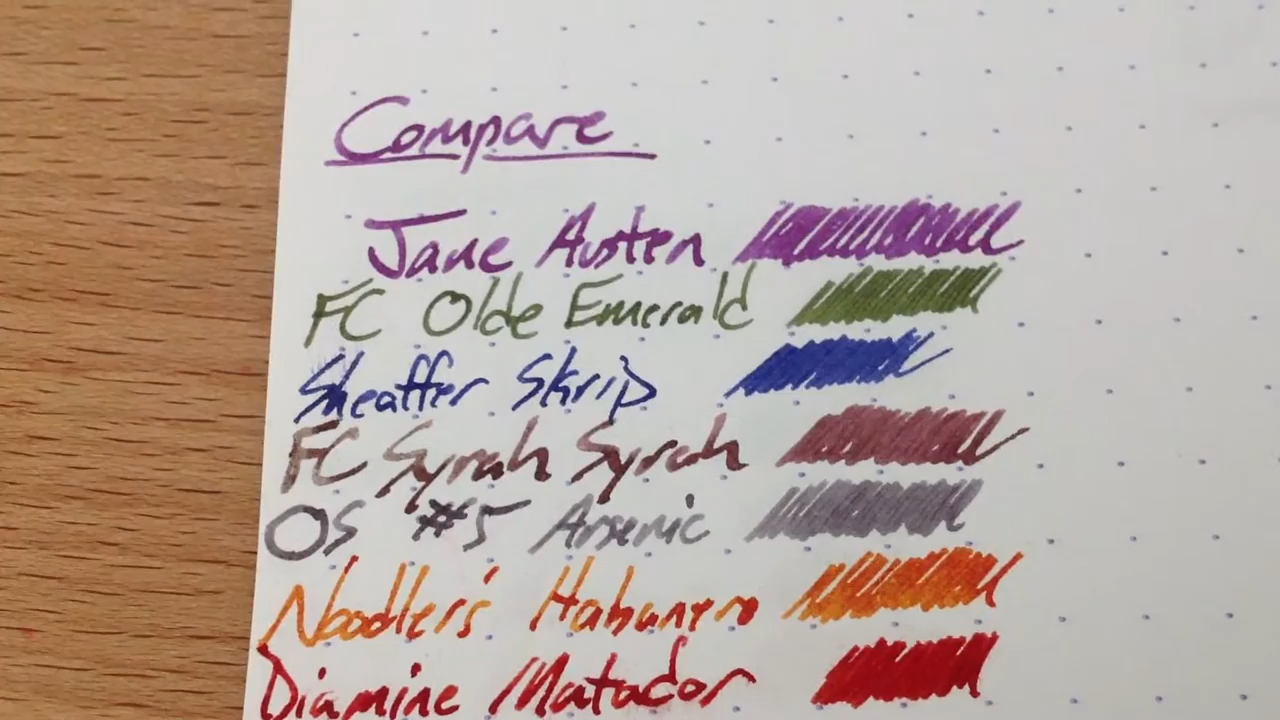 Compare
Jane Austen
FC Olde Emerald
Sheaffer Skrip
FC Syrah Syrah
OS #5 Arsenic
Noodler's Habanero
Diamine Matador